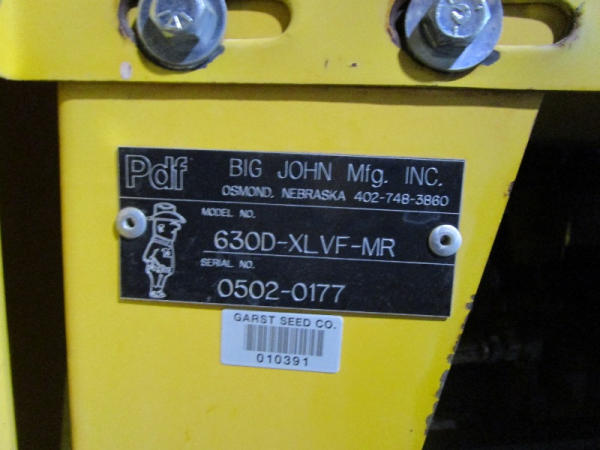 Pdf BIG JOHN Mfg. INC.
OSMOND, NEBRASKA 402-748-3860
MODEL NO.
630D-XLVF-MR
SERIAL NO.
0502-0177
GARST SEED CO.
010391